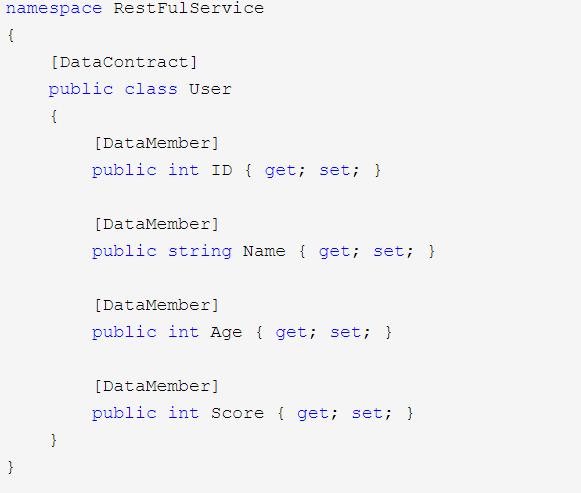 namespace RestFulService
{
    [DataContract]
    public class User
    {
        [DataMember]
        public int ID { get; set; }

        [DataMember]
        public string Name { get; set; }

        [DataMember]
        public int Age { get; set; }

        [DataMember]
        public int Score { get; set; }
    }
}